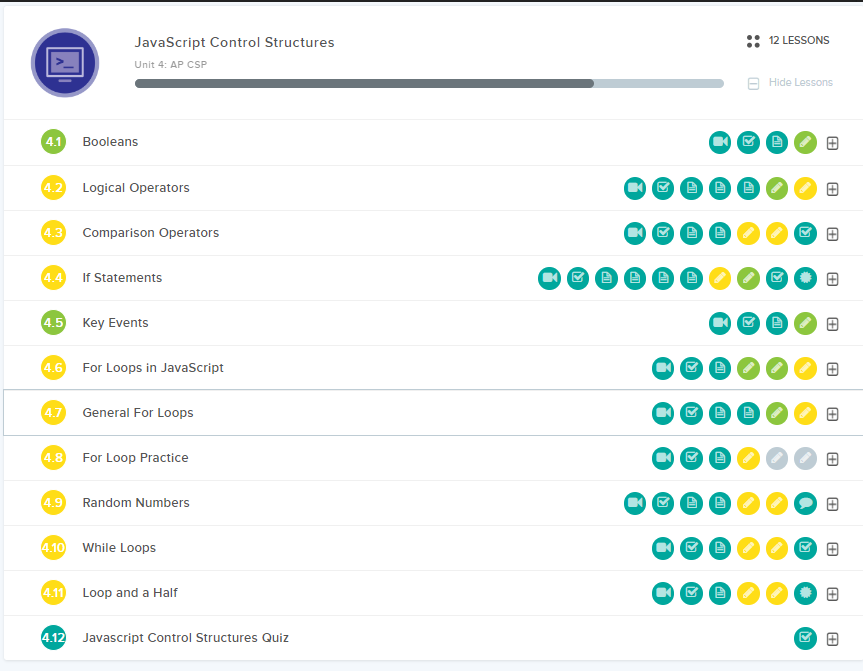 JavaScript Control Structures
12 LESSONS
Unit 4: AP CSP
Hide Lessons
4.1 Booleans
4.2 Logical Operators
4.3 Comparison Operators
4.4 If Statements
4.5 Key Events
4.6 For Loops in JavaScript
4.7 General For Loops
4.8 For Loop Practice
4.9 Random Numbers
4.10 While Loops
4.11 Loop and a Half
4.12 Javascript Control Structures Quiz